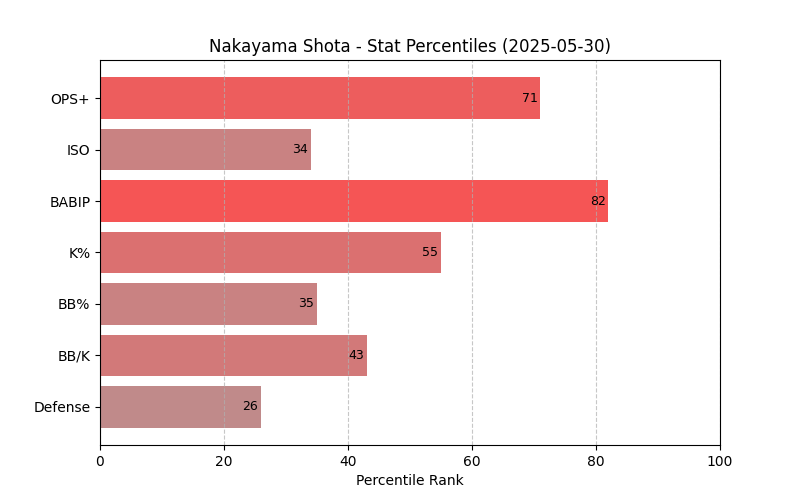 Nakayama Shota - Stat Percentiles (2025-05-30)
OPS+ 71
ISO 34
BABIP 82
K% 55
BB% 35
BB/K 43
Defense 26
0 20 40 60 80 100
Percentile Rank